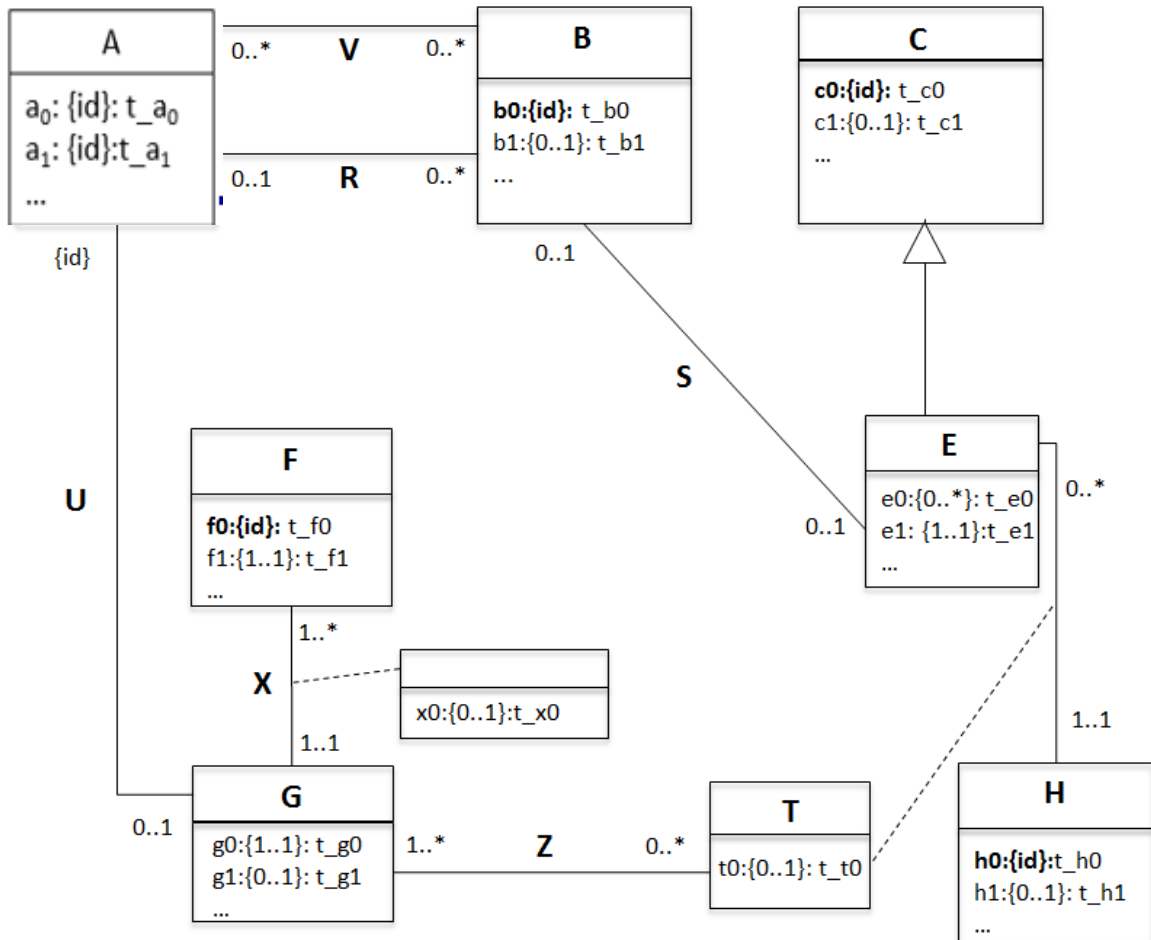 A
a₀: {id}: t_a₀
a₁: {id}:t_a₁
...
0..*
V
0..*
0..1
R
0..*
B
b0:{id}: t_b0
b1:{0..1}: t_b1
...
C
c0:{id}: t_c0
c1:{0..1}: t_c1
...
{id}
0..1
S
U
F
f0:{id}: t_f0
f1:{1..1}: t_f1
...
E
e0:{0..*}: t_e0
e1: {1..1}:t_e1
...
0..1
0..*
1..*
X
x0:{0..1}:t_x0
1..1
1..1
0..1
G
g0:{1..1}: t_g0
g1:{0..1}: t_g1
...
1..*
Z
0..*
T
t0:{0..1}: t_t0
H
h0:{id}:t_h0
h1:{0..1}: t_h1
...